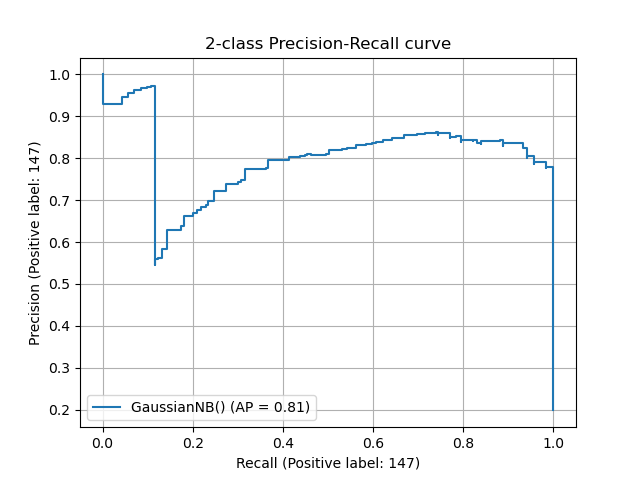 2-class Precision-Recall curve
Precision (Positive label: 147)
1.0
0.9
0.8
0.7
0.6
0.5
0.4
0.3
0.2
GaussianNB() (AP = 0.81)
0.0 0.2 0.4 0.6 0.8 1.0
Recall (Positive label: 147)